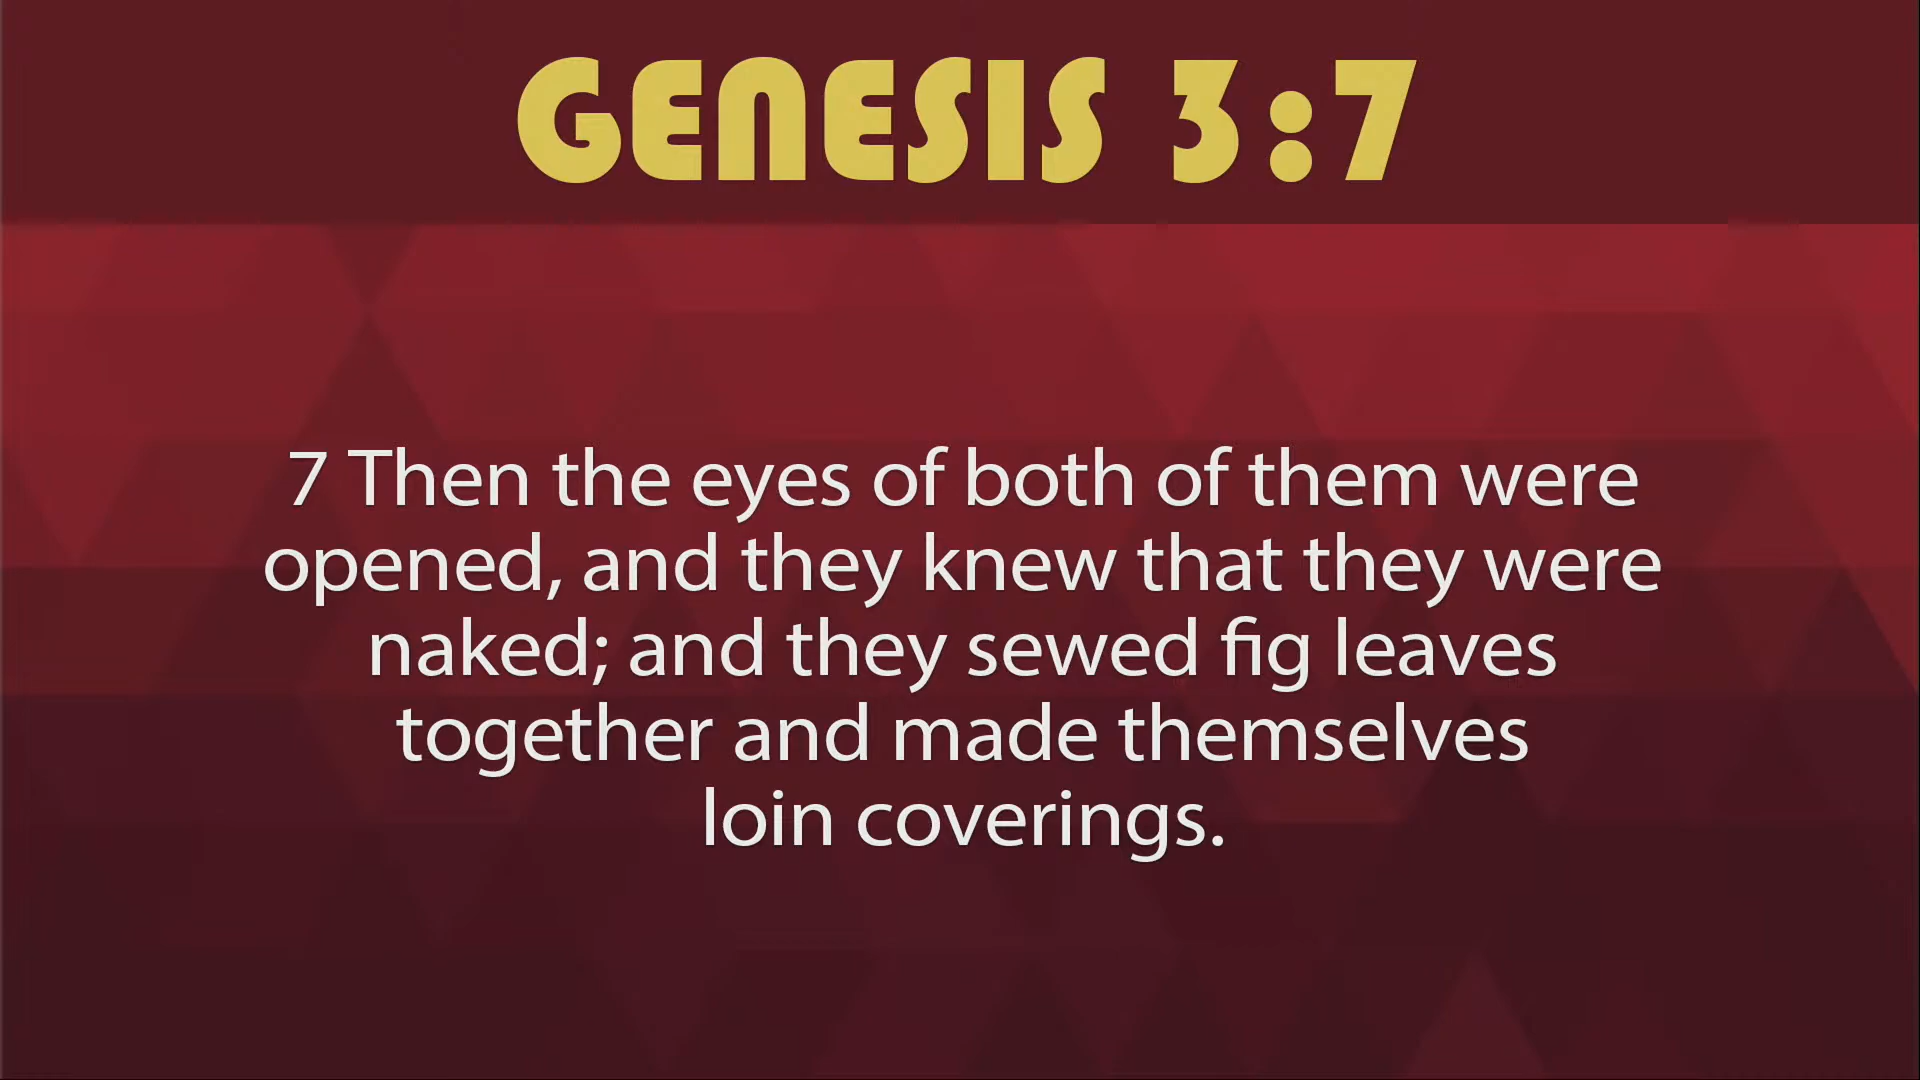 GENESIS 3:7
7 Then the eyes of both of them were
opened, and they knew that they were
naked; and they sewed fig leaves
together and made themselves
loin coverings.